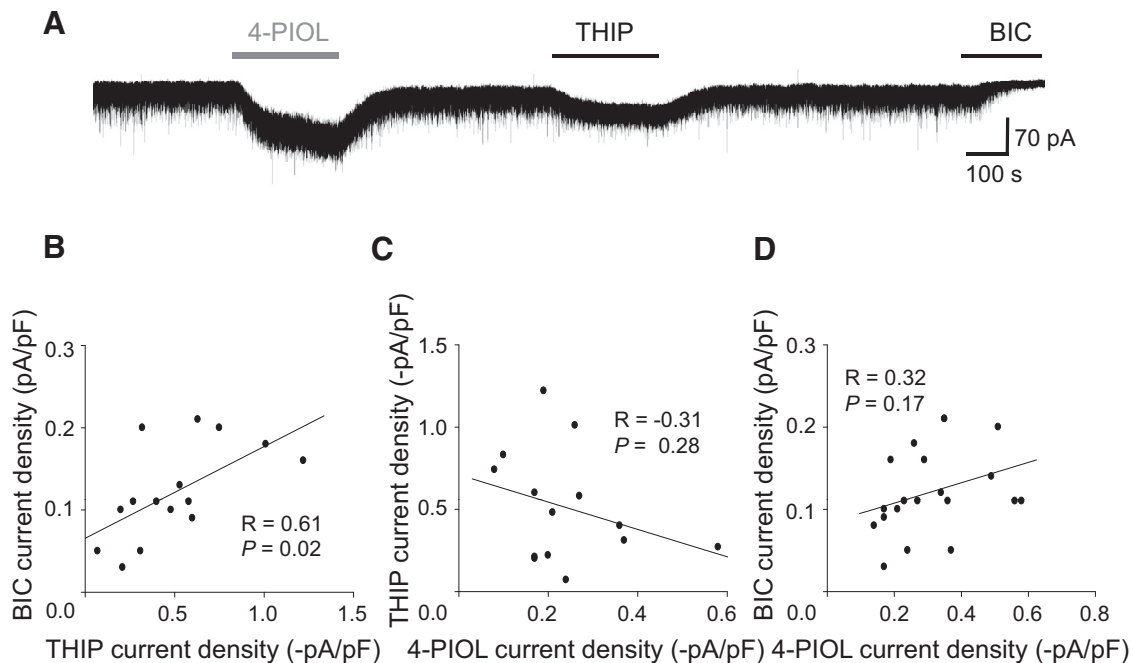 A
4-PIOL
THIP
BIC
70 pA
100 s
B
BIC current density (pA/pF)
0.3
0.2
0.1
0.0
0.5
1.0
1.5
R = 0.61
P = 0.02
THIP current density (-pA/pF)
C
THIP current density (-pA/pF)
1.5
1.0
0.5
0.0
0.2
0.4
0.6
R = -0.31
P = 0.28
4-PIOL current density (-pA/pF)
D
BIC current density (pA/pF)
0.3
0.2
0.1
0.0
0.2
0.4
0.6
0.8
R = 0.32
P = 0.17
4-PIOL current density (-pA/pF)